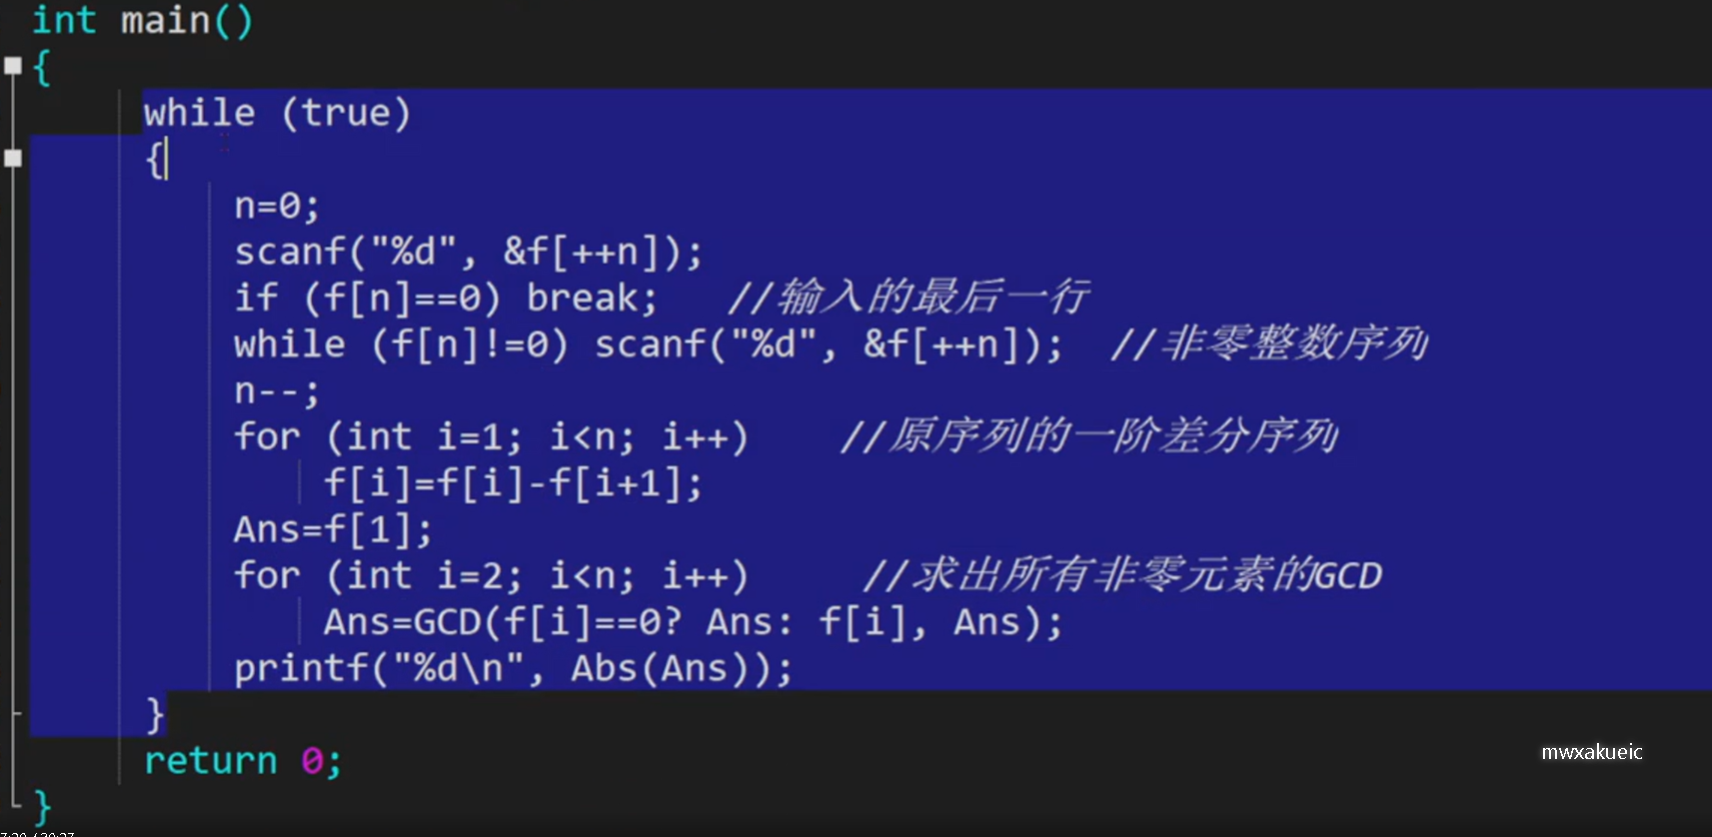 int main()
{
while (true)
{
n=0;
scanf("%d", &f[++n]);
if (f[n]==0) break; //输入的最后一行
while (f[n]!=0) scanf("%d", &f[++n]); //非零整数序列
n--;
for (int i=1; i<n; i++) //原序列的一阶差分序列
f[i]=f[i]-f[i+1];
Ans=f[1];
for (int i=2; i<n; i++) //求出所有非零元素的GCD
Ans=GCD(f[i]==0? Ans: f[i], Ans);
printf("%d\n", Abs(Ans));
}
return 0;
mwxakueic
}